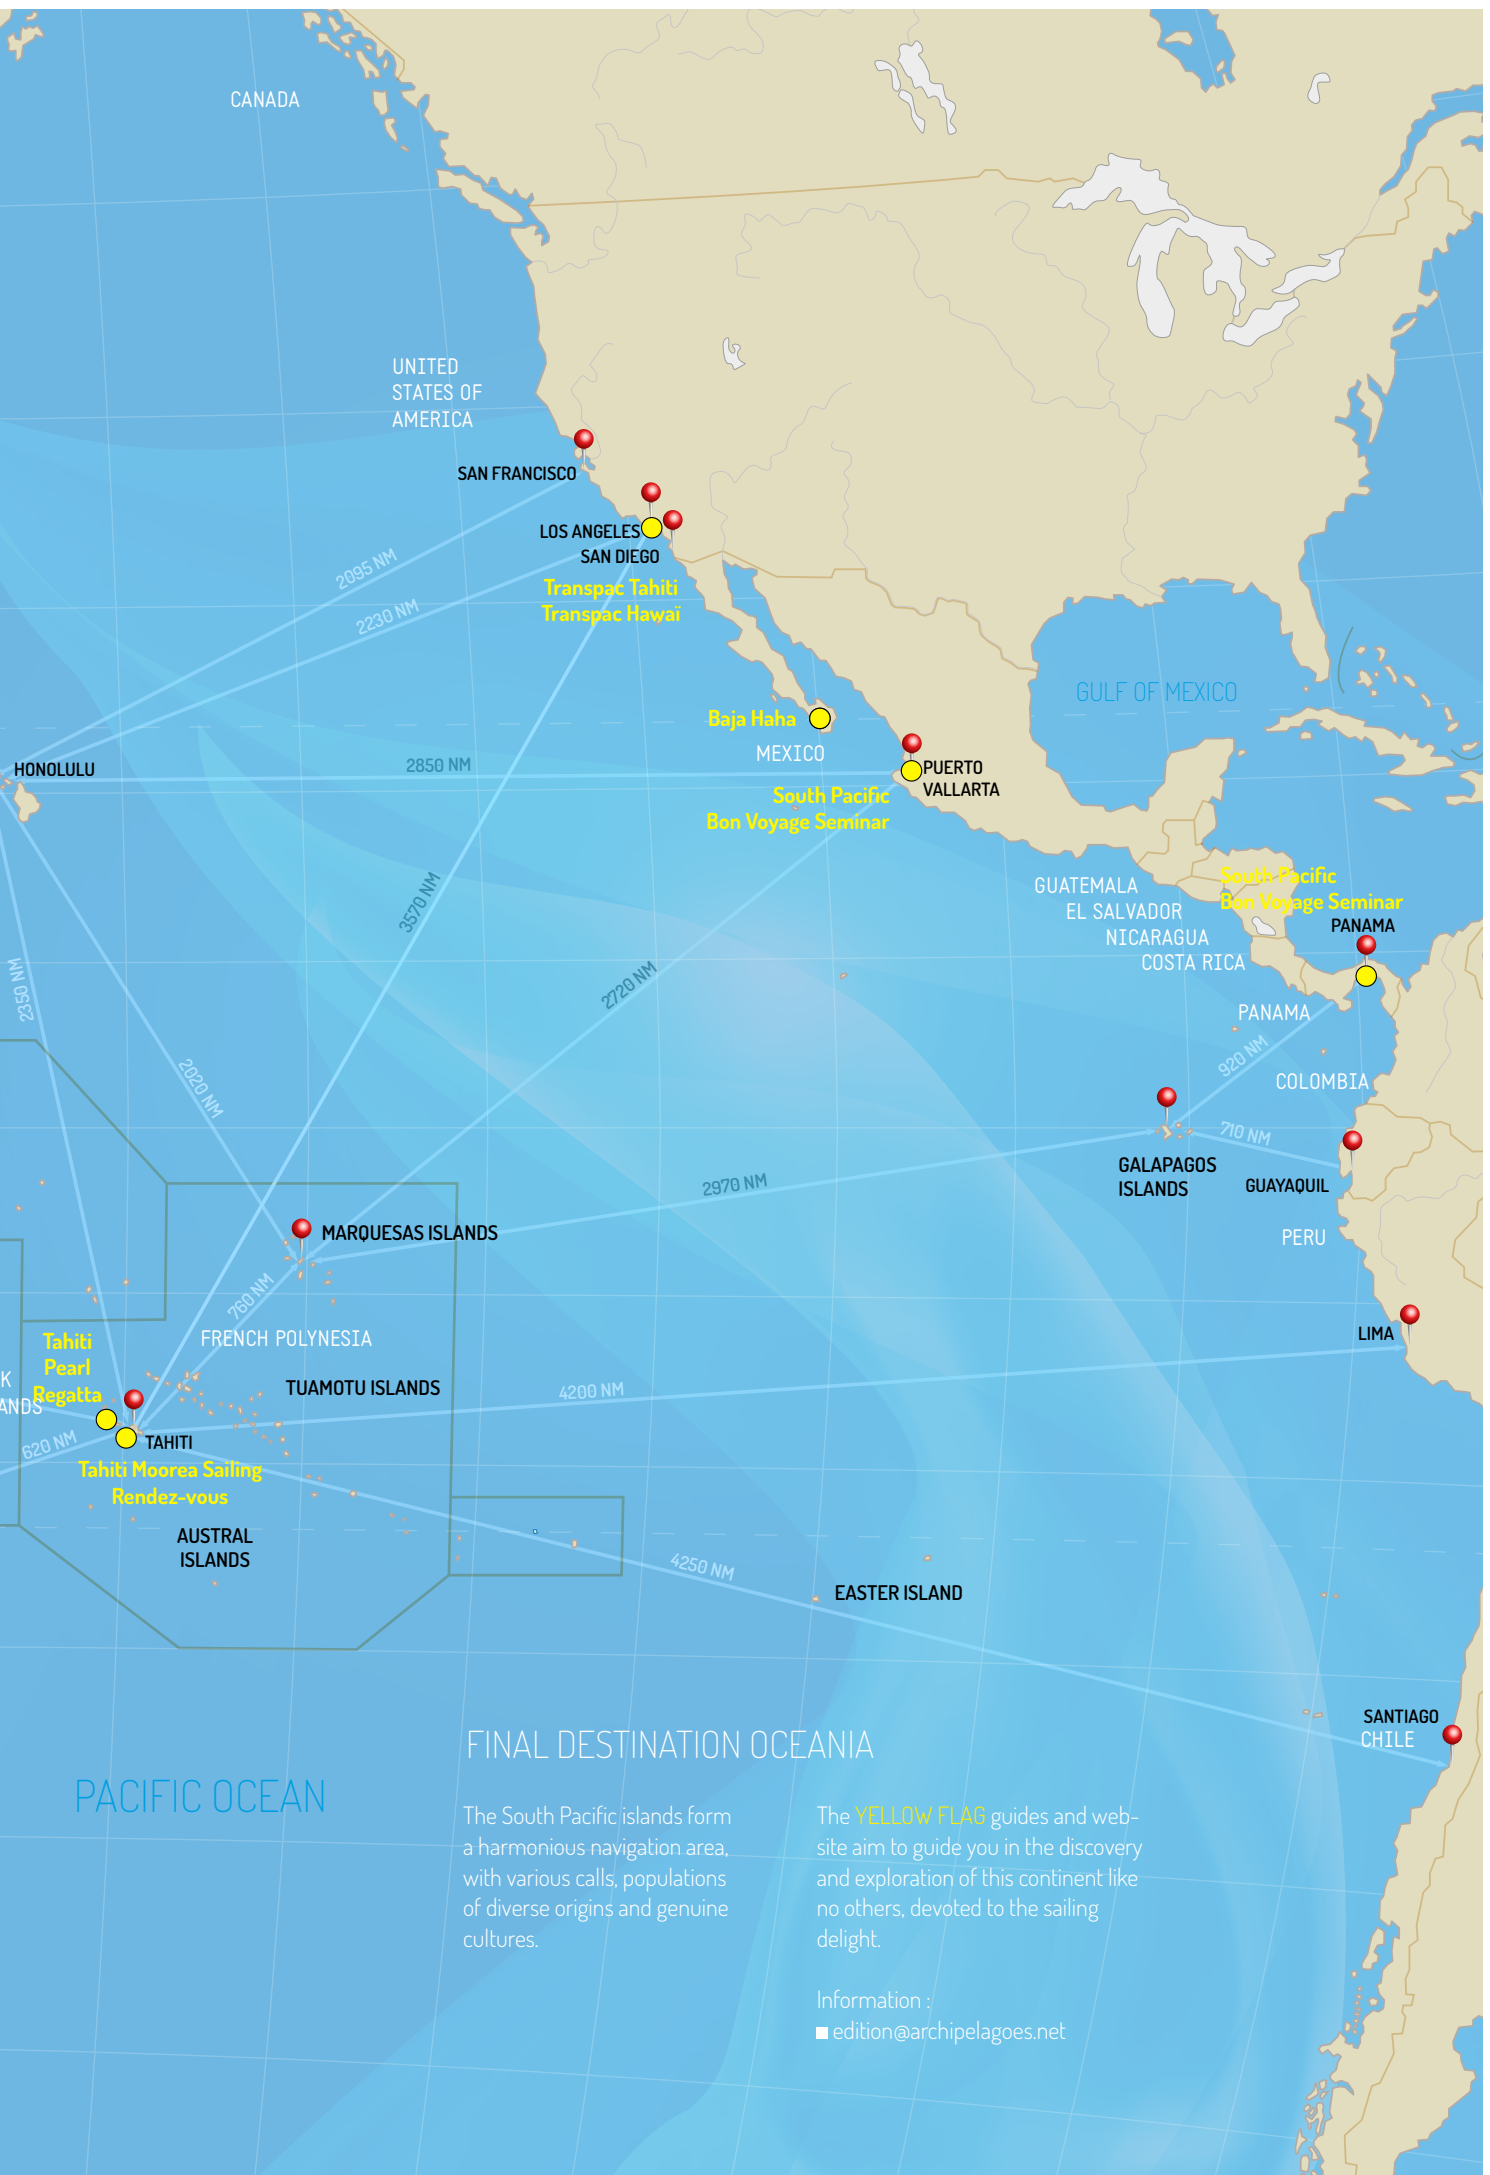 CANADA
UNITED
STATES OF
AMERICA
SAN FRANCISCO
LOS ANGELES
SAN DIEGO
2095 NM
Transpac Tahiti
2230 NM
Transpac Hawaï
GULF OF MEXICO
Baja Haha
MEXICO
HONOLULU
2850 NM
PUERTO
VALLARTA
South Pacific
Bon Voyage Seminar
3570 NM
GUATEMALA
EL SALVADOR
NICARAGUA
COSTA RICA
South Pacific
Bon Voyage Seminar
PANAMA
2350 NM
2720 NM
PANAMA
920 NM
2020 NM
COLOMBIA
710 NM
GALAPAGOS
ISLANDS
2970 NM
GUAYAQUIL
MARQUESAS ISLANDS
PERU
760 NM
FRENCH POLYNESIA
LIMA
Tahiti
Pearl
Regatta
K
ANDS
TUAMOTU ISLANDS
4200 NM
620 NM
TAHITI
Tahiti Moorea Sailing
Rendez-vous
AUSTRAL
ISLANDS
4250 NM
EASTER ISLAND
SANTIAGO
CHILE
PACIFIC OCEAN
FINAL DESTINATION OCEANIA
The South Pacific islands form
a harmonious navigation area,
with various calls, populations
of diverse origins and genuine
cultures.
The YELLOW FLAG guides and web-
site aim to guide you in the discovery
and exploration of this continent like
no others, devoted to the sailing
delight.
Information :
edition@archipelagoes.net